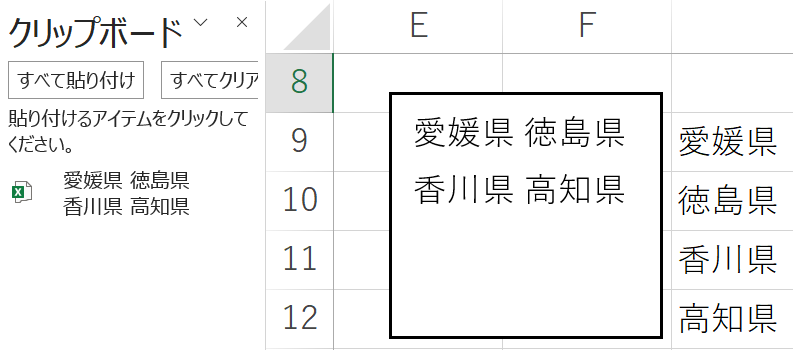 クリップボード
すべて貼り付け すべてクリア
貼り付けるアイテムをクリックして
ください。
愛媛県 徳島県
香川県 高知県
E F
8
9
10
11
12
愛媛県 徳島県
香川県 高知県
愛媛県
徳島県
香川県
高知県